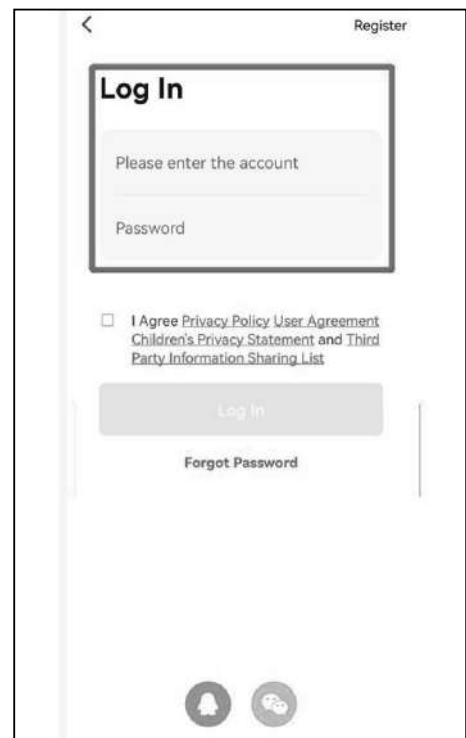 Register
Log In
Please enter the account
Password
I Agree Privacy Policy User Agreement
Children's Privacy Statement and Third
Party Information Sharing List
Log In
Forgot Password